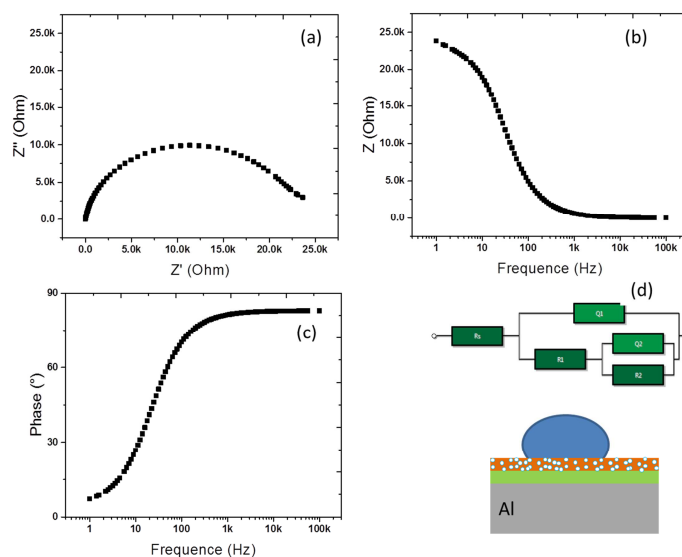 (a)
25.0k
20.0k
15.0k
10.0k
5.0k
0.0
Z'' (Ohm)
0.0 5.0k 10.0k 15.0k 20.0k 25.0k
Z' (Ohm)
(b)
25.0k
20.0k
15.0k
10.0k
5.0k
0.0
Z (Ohm)
1 10 100 1k 10k 100k
Frequence (Hz)
(c)
90
60
30
0
Phase (°)
1 10 100 1k 10k 100k
Frequence (Hz)
(d)
Q1
Rs
Q2
R1
R2
Al